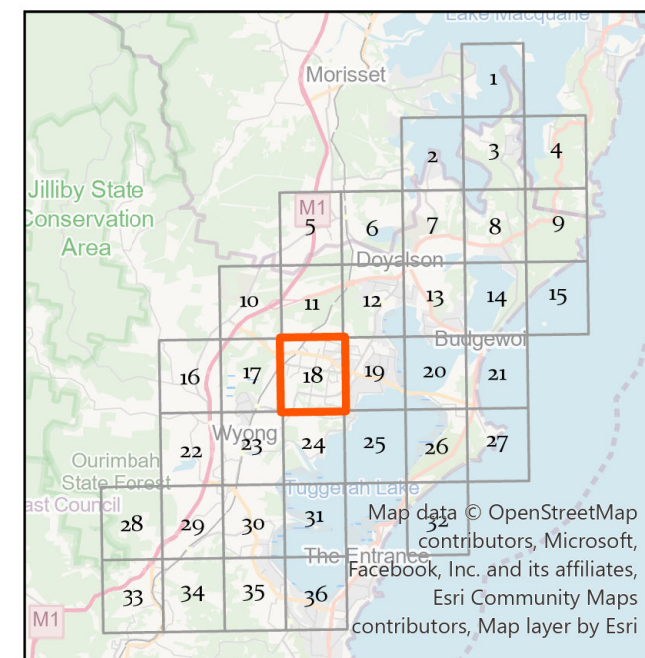 Lake Macquarie
Morisset
1
2 3 4
Jilliby State
Conservation
Area
M1
5 6 7 8 9
Doyalson
10 11 12 13 14 15
Budgewoi
16 17 18 19 20 21
Wyong
22 23 24 25 26 27
Ourimbah
State Forest
ast Council
Tuggerah Lake
28 29 30 31 32
Map data © OpenStreetMap
contributors, Microsoft,
The Entrance
Facebook, Inc. and its affiliates,
33 34 35 36
Esri Community Maps
M1
contributors, Map layer by Esri